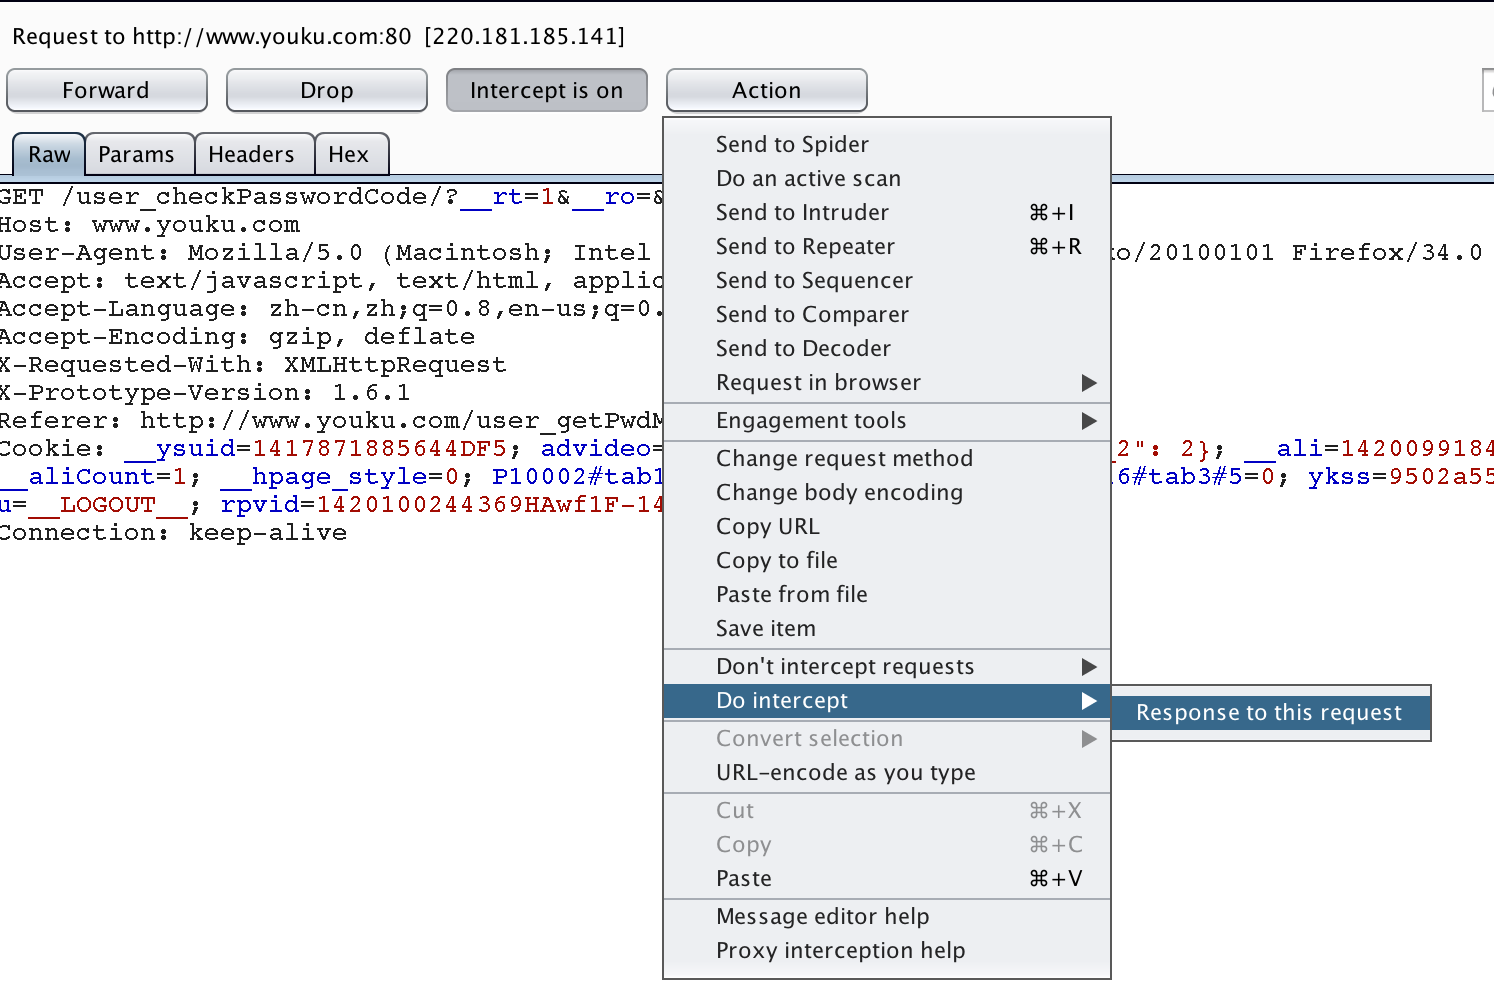 Request to http://www.youku.com:80 [220.181.185.141]
Forward Drop Intercept is on Action
Raw Params Headers Hex
GET /user_checkPasswordCode/?__rt=1&__ro=&
Host: www.youku.com
User-Agent: Mozilla/5.0 (Macintosh; Intel ko/20100101 Firefox/34.0
Accept: text/javascript, text/html, applic
Accept-Language: zh-cn,zh;q=0.8,en-us;q=0.
Accept-Encoding: gzip, deflate
X-Requested-With: XMLHttpRequest
X-Prototype-Version: 1.6.1
Referer: http://www.youku.com/user_getPwdM
Cookie: __ysuid=1417871885644DF5; advideo= 2": 2}; __ali=1420099184
__aliCount=1; __hpage_style=0; P10002#tab1 16#tab3#5=0; ykss=9502a55
u=__LOGOUT__; rpvid=1420100244369HAwf1F-14
Connection: keep-alive
Send to Spider
Do an active scan
Send to Intruder ⌘+I
Send to Repeater ⌘+R
Send to Sequencer
Send to Comparer
Send to Decoder
Request in browser
Engagement tools
Change request method
Change body encoding
Copy URL
Copy to file
Paste from file
Save item
Don't intercept requests
Do intercept
Response to this request
Convert selection
URL-encode as you type
Cut ⌘+X
Copy ⌘+C
Paste ⌘+V
Message editor help
Proxy interception help